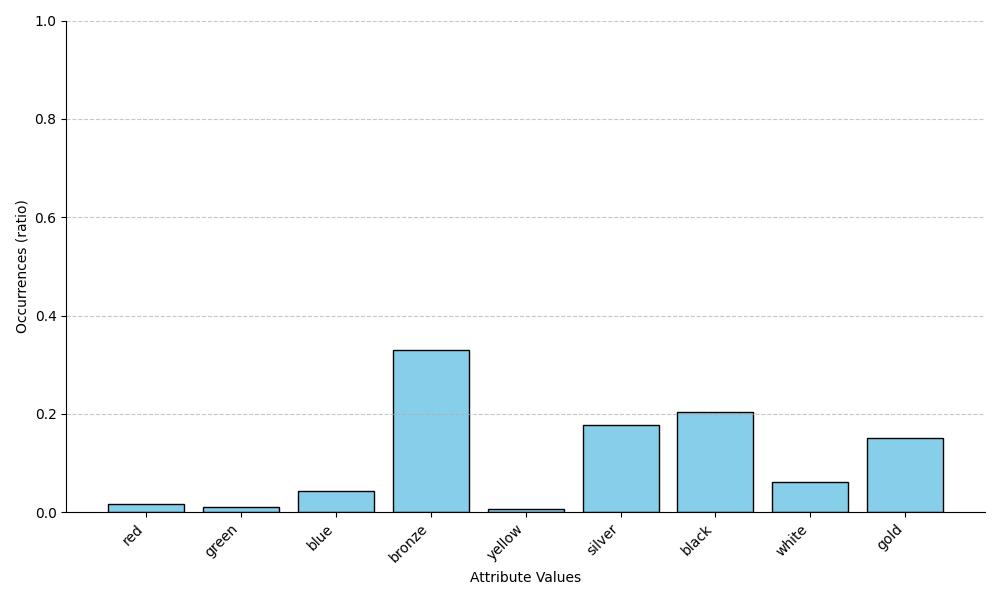 1.0
0.8
0.6
0.4
0.2
0.0
Occurrences (ratio)
red
green
blue
bronze
yellow
silver
black
white
gold
Attribute Values